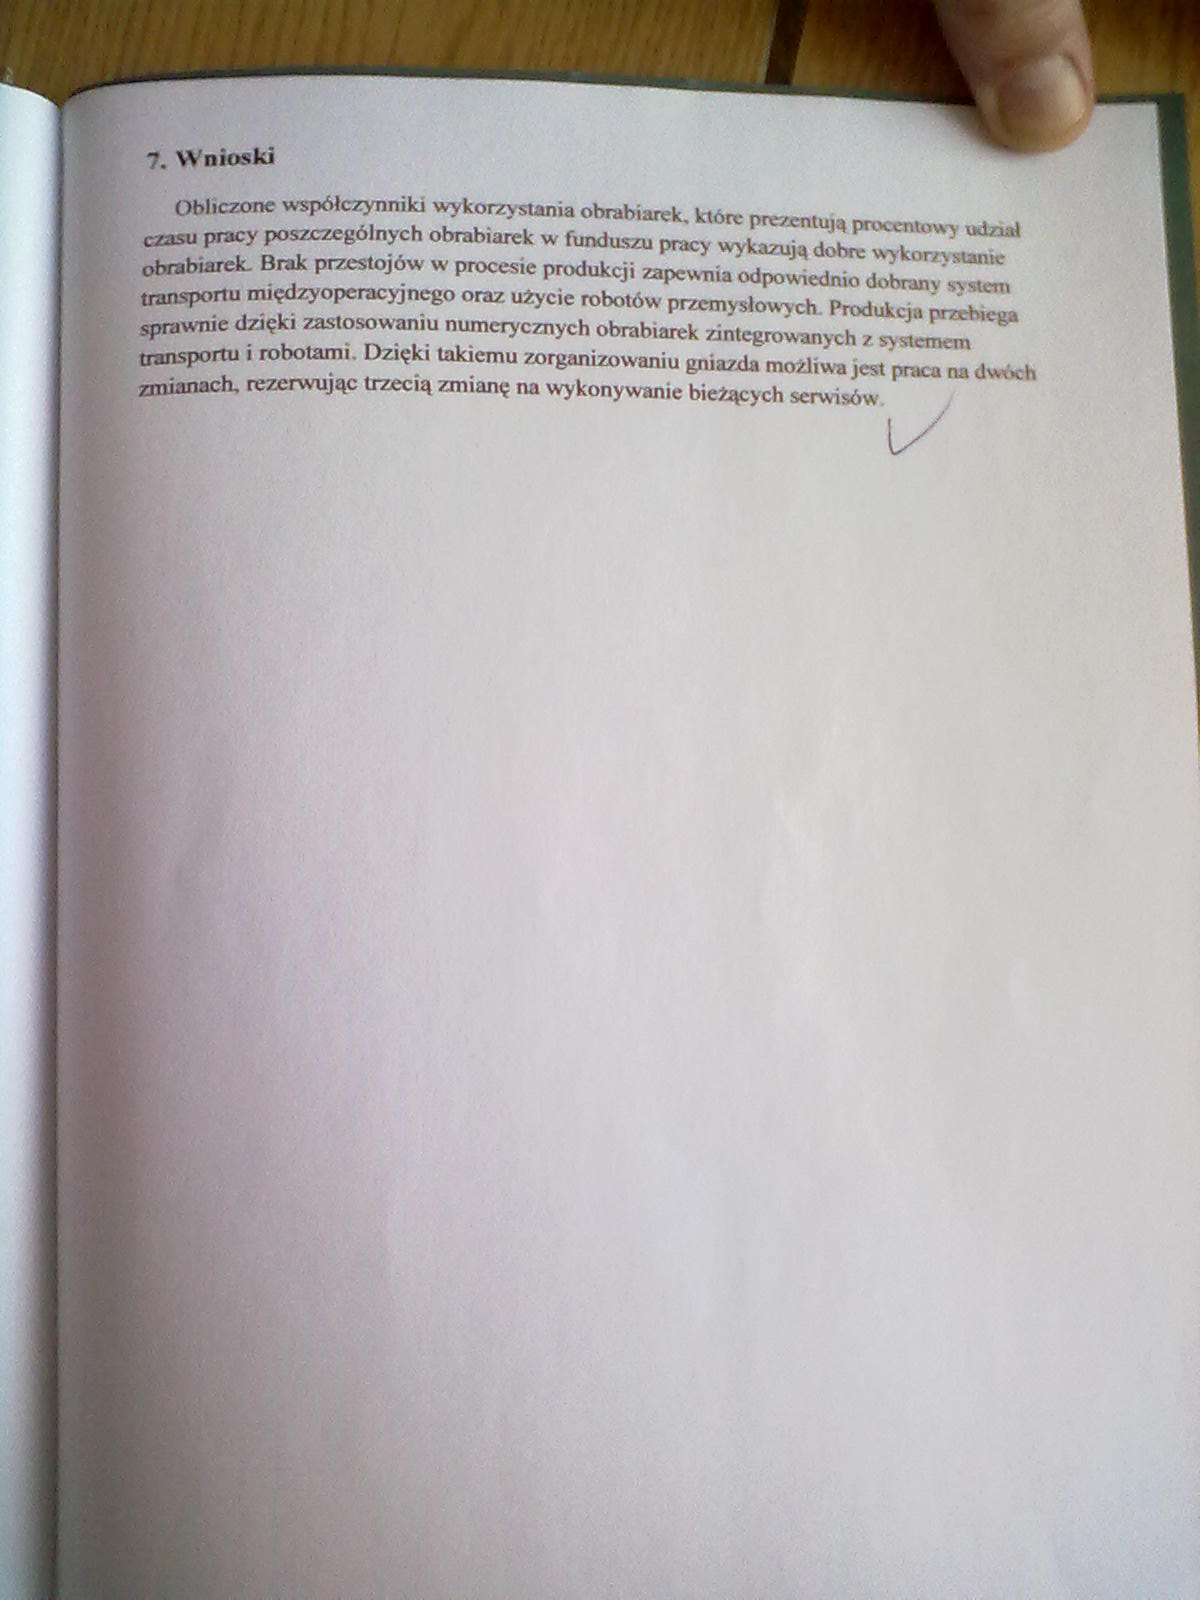 7. Wnioski
Obliczone współczynniki wykorzystania obrabiarek, które prezentują procentowy udział
czasu pracy poszczególnych obrabiarek w funduszu pracy wykazują dobre wykorzystanie
obrabiarek. Brak przestojów w procesie produkcji zapewnia odpowiednio dobrany system
transportu międzyoperacyjnego oraz użycie robotów przemysłowych. Produkcja przebiega
sprawnie dzięki zastosowaniu numerycznych obrabiarek zintegrowanych z systemem
transportu i robotami. Dzięki takiemu zorganizowaniu gniazda możliwa jest praca na dwóch
zmianach, rezerwując trzecią zmianę na wykonywanie bieżących serwisów.